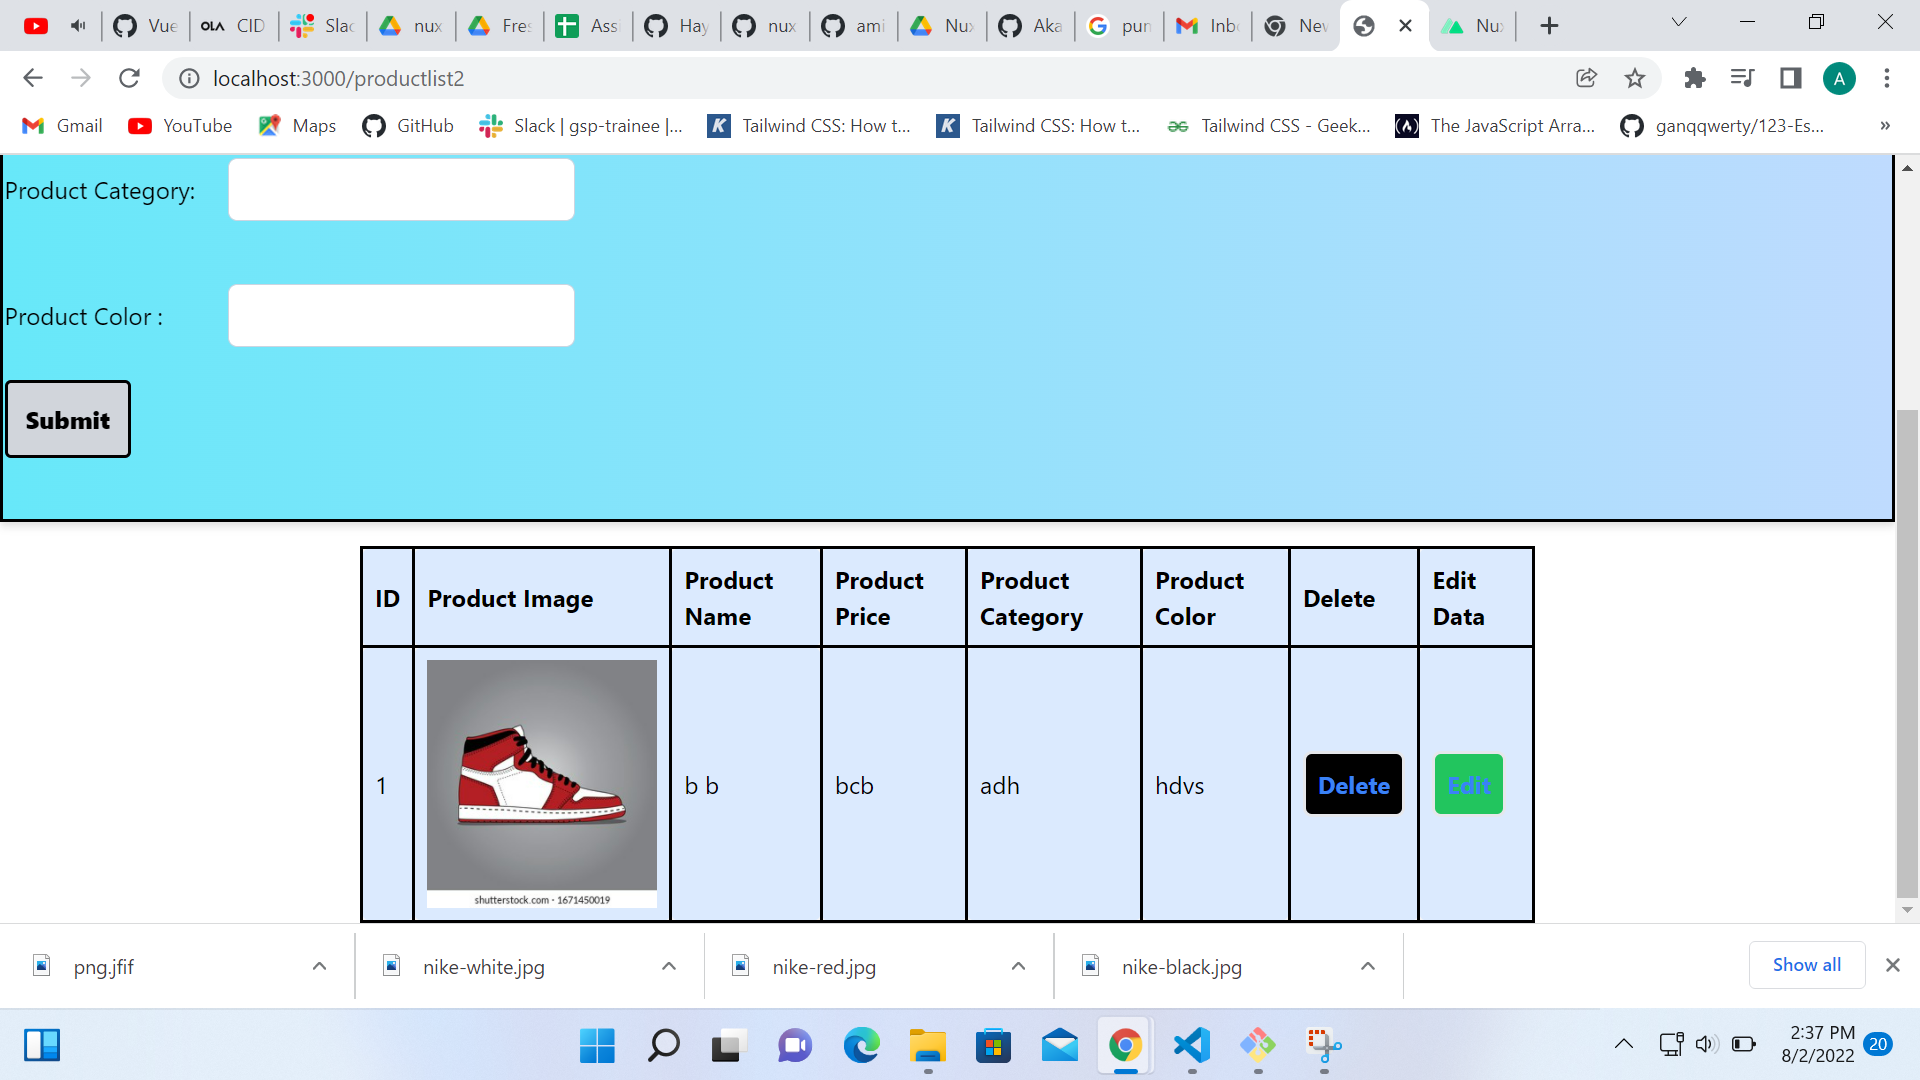 Vue CID Slac nux Fres Ass Hay nux ami Nux Aka pun Inb New Nux
localhost:3000/productlist2 A
Gmail YouTube Maps GitHub Slack | gsp-trainee |... Tailwind CSS: How t... Tailwind CSS: How t... Tailwind CSS - Geek... The JavaScript Arra... ganqqwerty/123-Es... »
Product Category:
Product Color :
Submit
ID Product Image Product Name Product Price Product Category Product Color Delete Edit Data
1 b b bcb adh hdvs Delete Edit
shutterstock.com · 1671450019
png.jfif nike-white.jpg nike-red.jpg nike-black.jpg Show all
2:37 PM
8/2/2022 20